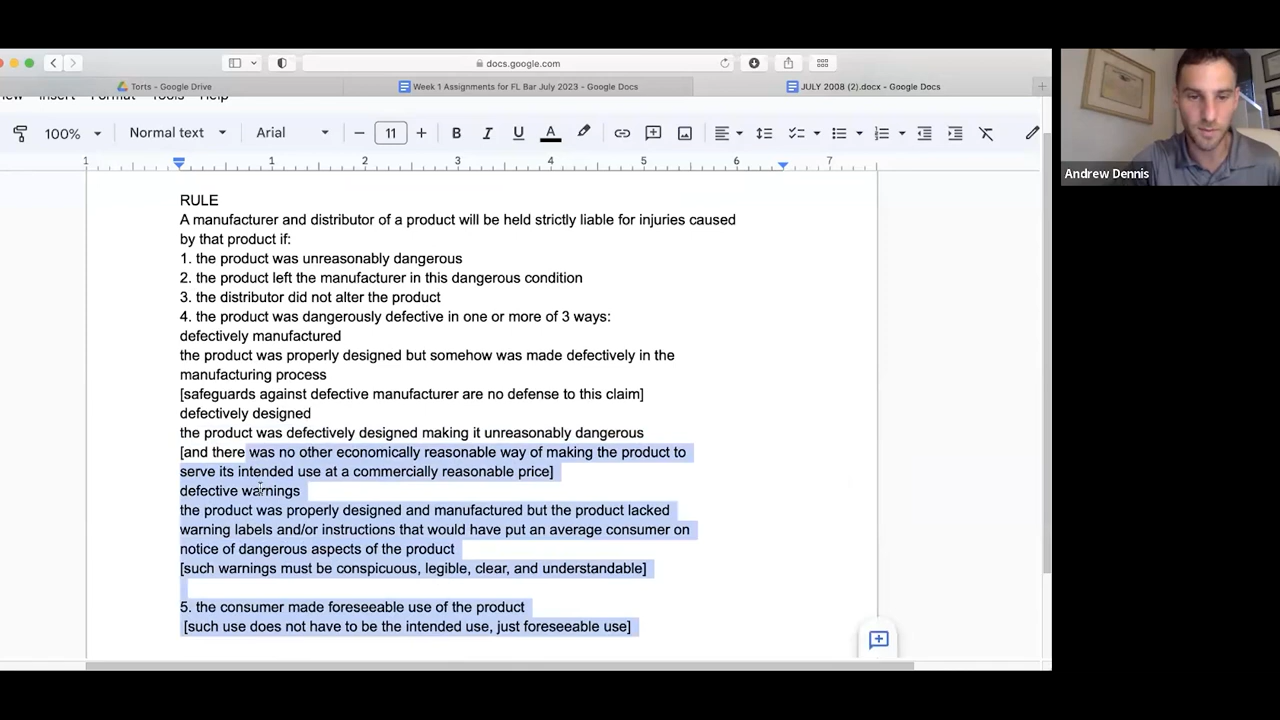 docs.google.com
Torts - Google Drive
Week 1 Assignments for FL Bar July 2023 - Google Docs
JULY 2008 (2).docx - Google Docs
100%
Normal text
Arial
11
B I U A
1 1 2 3 4 5 6 7
RULE
A manufacturer and distributor of a product will be held strictly liable for injuries caused
by that product if:
1. the product was unreasonably dangerous
2. the product left the manufacturer in this dangerous condition
3. the distributor did not alter the product
4. the product was dangerously defective in one or more of 3 ways:
defectively manufactured
the product was properly designed but somehow was made defectively in the
manufacturing process
[safeguards against defective manufacturer are no defense to this claim]
defectively designed
the product was defectively designed making it unreasonably dangerous
[and there was no other economically reasonable way of making the product to
serve its intended use at a commercially reasonable price]
defective warnings
the product was properly designed and manufactured but the product lacked
warning labels and/or instructions that would have put an average consumer on
notice of dangerous aspects of the product
[such warnings must be conspicuous, legible, clear, and understandable]
5. the consumer made foreseeable use of the product
[such use does not have to be the intended use, just foreseeable use]
Andrew Dennis